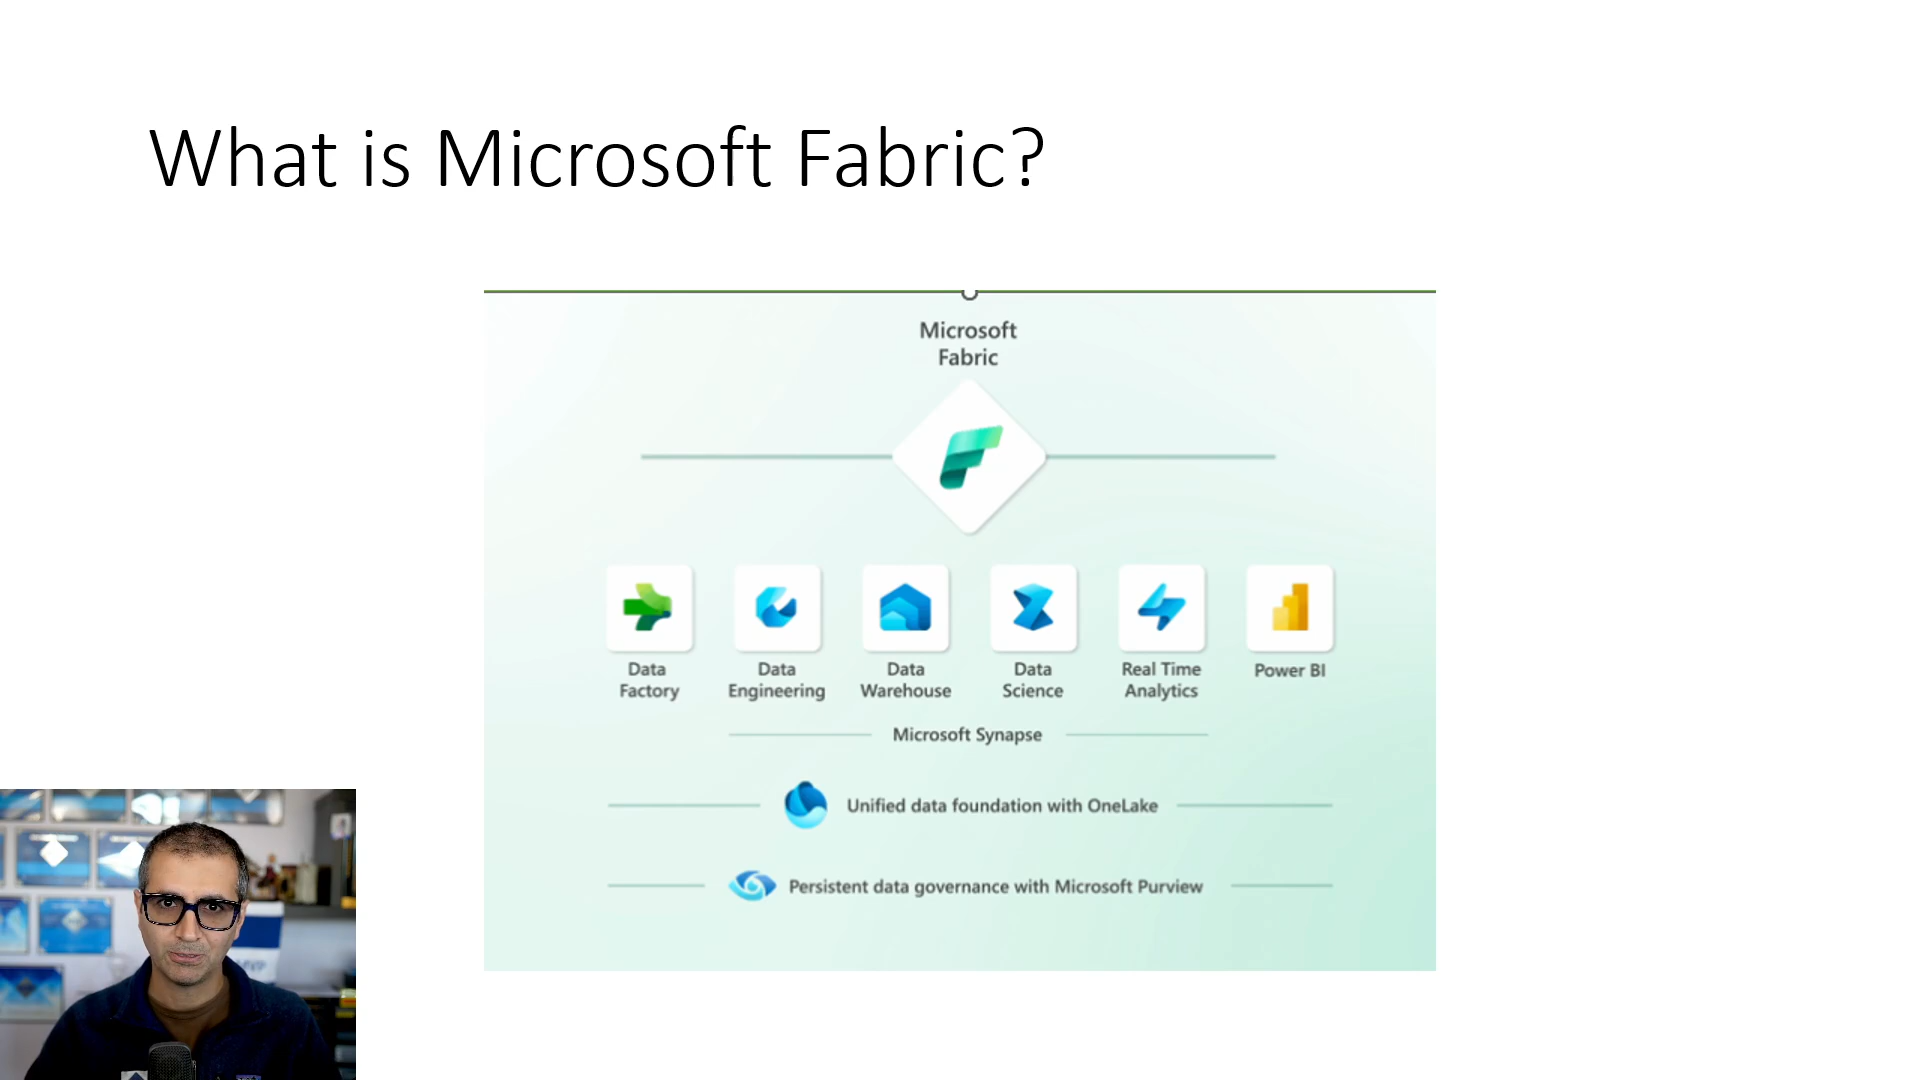 What is Microsoft Fabric?
Microsoft
Fabric
Data
Factory
Data
Engineering
Data
Warehouse
Data
Science
Real Time
Analytics
Power BI
Microsoft Synapse
Unified data foundation with OneLake
Persistent data governance with Microsoft Purview